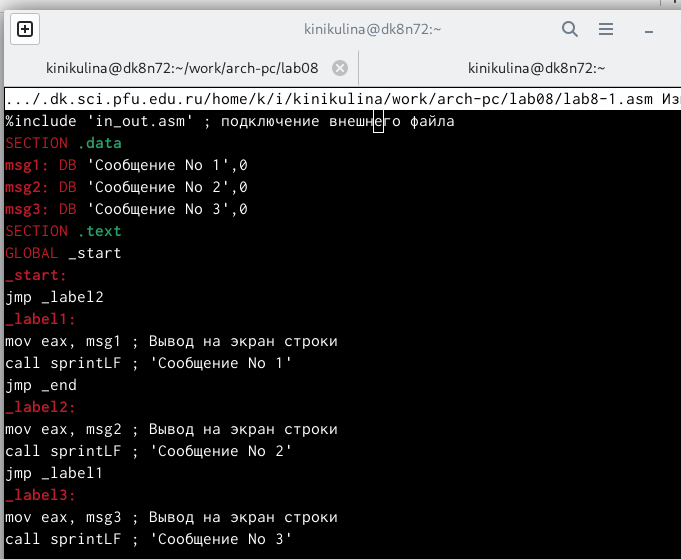 kinikulina@dk8n72:~
kinikulina@dk8n72:~/work/arch-pc/lab08
kinikulina@dk8n72:~
.../.dk.sci.pfu.edu.ru/home/k/i/kinikulina/work/arch-pc/lab08/lab8-1.asm Из
%include 'in_out.asm' ; подключение внешнего файла
SECTION .data
msg1: DB 'Сообщение No 1',0
msg2: DB 'Сообщение No 2',0
msg3: DB 'Сообщение No 3',0
SECTION .text
GLOBAL _start
_start:
jmp _label2
_label1:
mov eax, msg1 ; Вывод на экран строки
call sprintLF ; 'Сообщение No 1'
jmp _end
_label2:
mov eax, msg2 ; Вывод на экран строки
call sprintLF ; 'Сообщение No 2'
jmp _label1
_label3:
mov eax, msg3 ; Вывод на экран строки
call sprintLF ; 'Сообщение No 3'